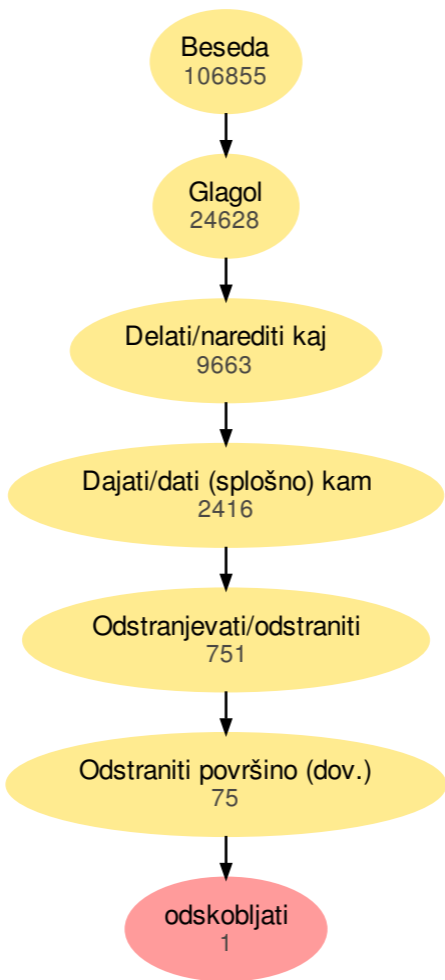 Beseda
106855
Glagol
24628
Delati/narediti kaj
9663
Dajati/dati (splošno) kam
2416
Odstranjevati/odstraniti
751
Odstraniti površino (dov.)
75
odskobljati
1